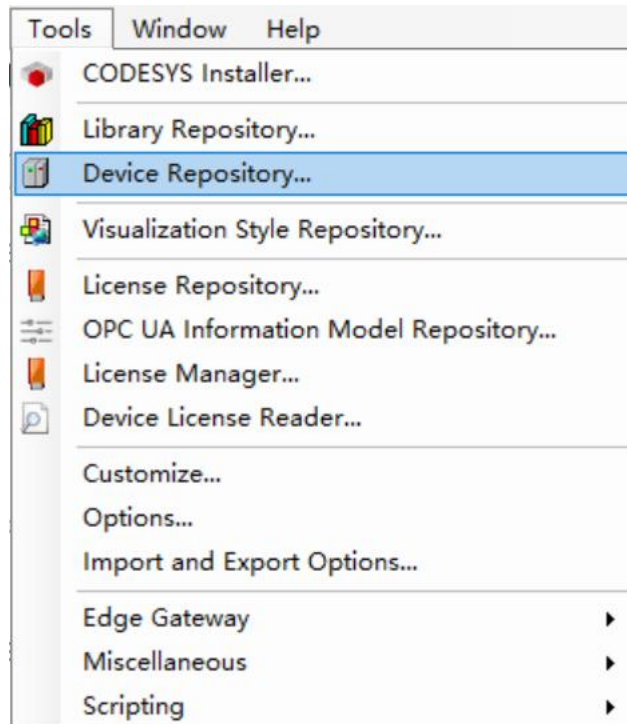 Tools Window Help
CODESYS Installer...
Library Repository...
Device Repository...
Visualization Style Repository...
License Repository...
OPC UA Information Model Repository...
License Manager...
Device License Reader...
Customize...
Options...
Import and Export Options...
Edge Gateway
Miscellaneous
Scripting